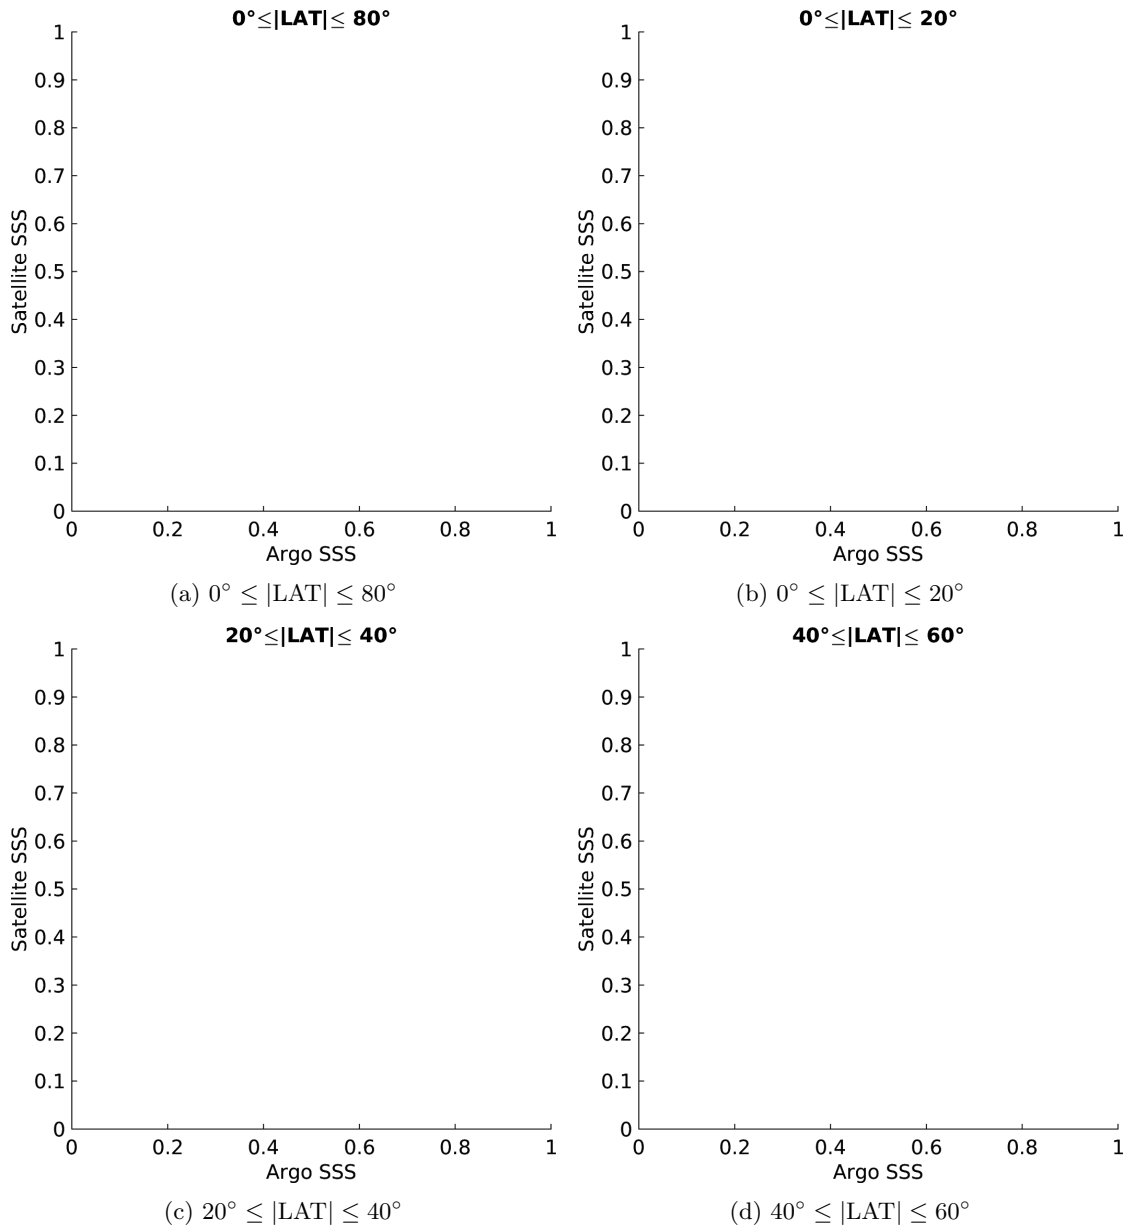 0°≤|LAT|≤ 80°
1
0.9
0.8
0.7
0.6
0.5
0.4
0.3
0.2
0.1
0
Satellite SSS
0 0.2 0.4 0.6 0.8 1
Argo SSS
(a) 0° ≤ |LAT| ≤ 80°
0°≤|LAT|≤ 20°
1
0.9
0.8
0.7
0.6
0.5
0.4
0.3
0.2
0.1
0
Satellite SSS
0 0.2 0.4 0.6 0.8 1
Argo SSS
(b) 0° ≤ |LAT| ≤ 20°
20°≤|LAT|≤ 40°
1
0.9
0.8
0.7
0.6
0.5
0.4
0.3
0.2
0.1
0
Satellite SSS
0 0.2 0.4 0.6 0.8 1
Argo SSS
(c) 20° ≤ |LAT| ≤ 40°
40°≤|LAT|≤ 60°
1
0.9
0.8
0.7
0.6
0.5
0.4
0.3
0.2
0.1
0
Satellite SSS
0 0.2 0.4 0.6 0.8 1
Argo SSS
(d) 40° ≤ |LAT| ≤ 60°